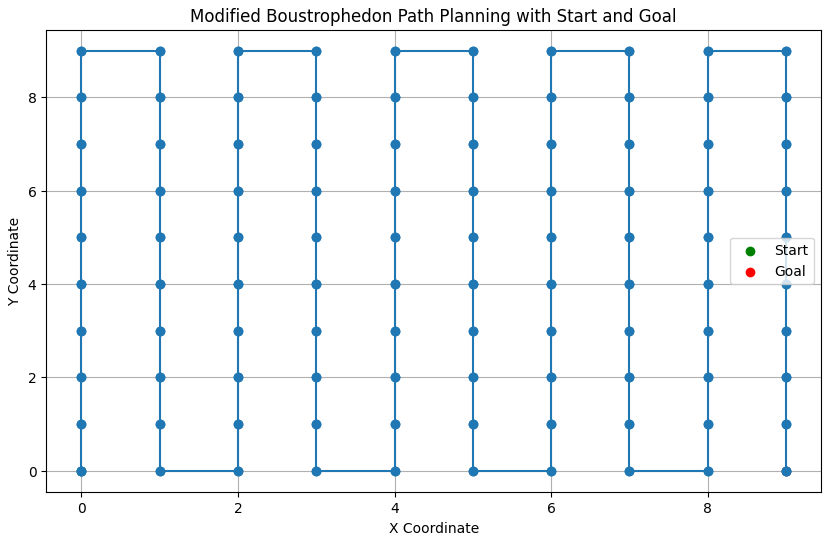 Modified Boustrophedon Path Planning with Start and Goal
Y Coordinate
8
6
4
2
0
Start
Goal
0 2 4 6 8
X Coordinate